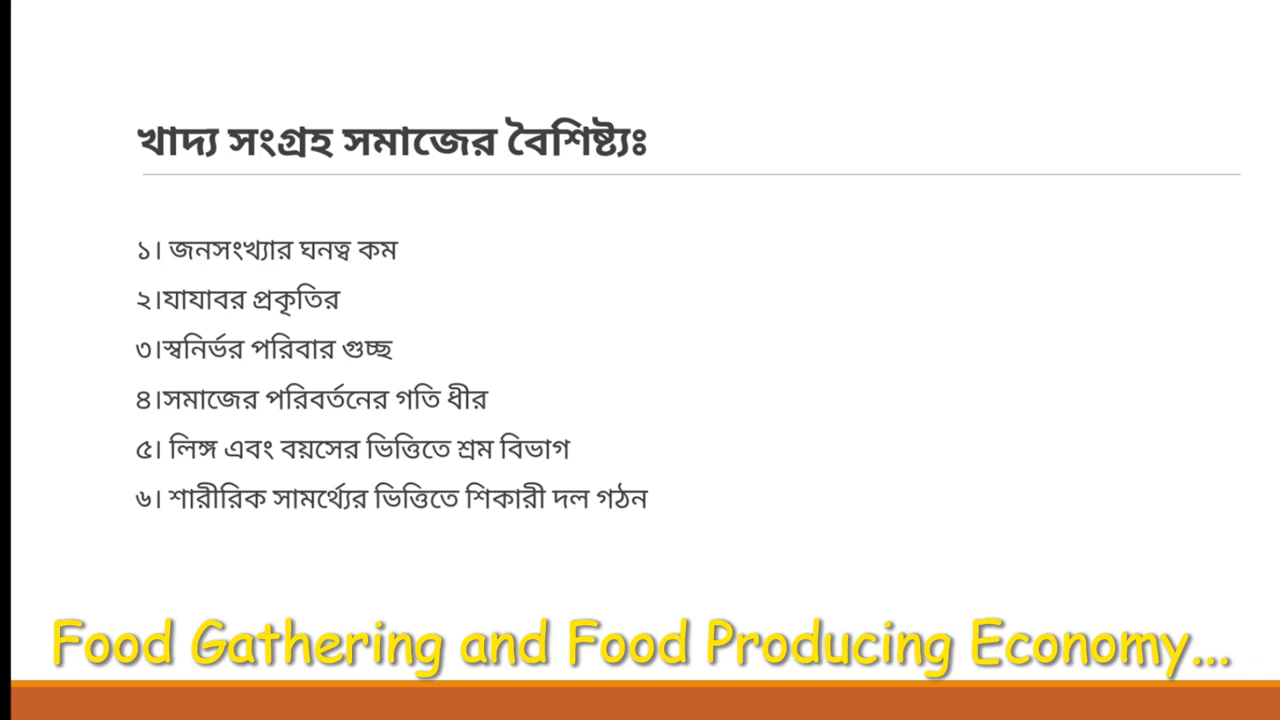 খাদ্য সংগ্রহ সমাজের বৈশিষ্ট্যঃ
১। জনসংখ্যার ঘনত্ব কম
২।যাযাবর প্রকৃতির
৩।স্বনির্ভর পরিবার গুচ্ছ
৪।সমাজের পরিবর্তনের গতি ধীর
৫। লিঙ্গ এবং বয়সের ভিত্তিতে শ্রম বিভাগ
৬। শারীরিক সামর্থ্যের ভিত্তিতে শিকারী দল গঠন
Food Gathering and Food Producing Economy...